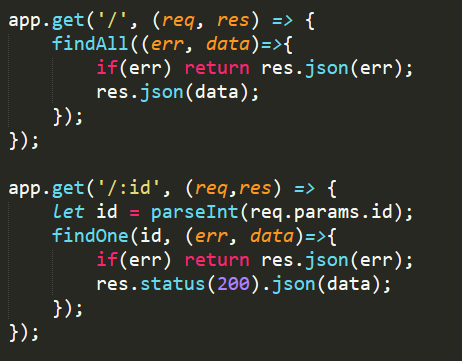 app.get('/', (req, res) => {
    findAll((err, data)=>{
        if(err) return res.json(err);
        res.json(data);
    });
});

app.get('/:id', (req,res) => {
    let id = parseInt(req.params.id);
    findOne(id, (err, data)=>{
        if(err) return res.json(err);
        res.status(200).json(data);
    });
});